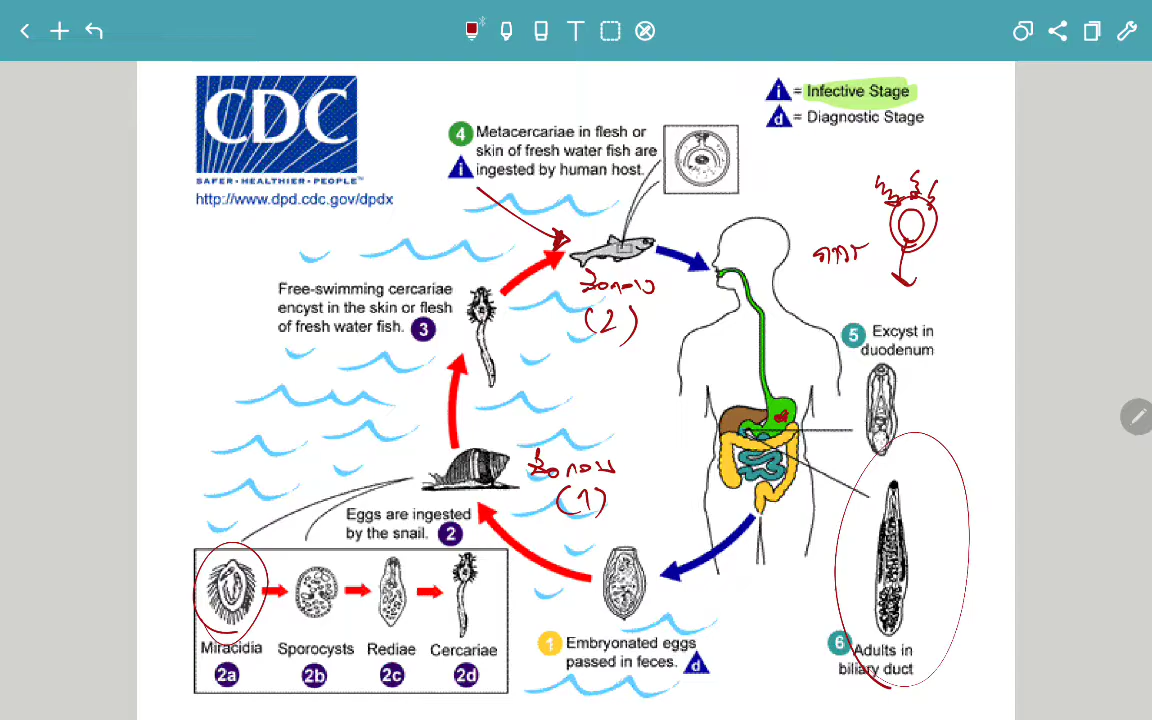 CDC
SAFER • HEALTHIER • PEOPLE™
http://www.dpd.cdc.gov/dpdx
i = Infective Stage
d = Diagnostic Stage
4 Metacercariae in flesh or
skin of fresh water fish are
i ingested by human host.
Free-swimming cercariae
encyst in the skin or flesh
of fresh water fish. 3
(2)
5 Excyst in
duodenum
(1)
Eggs are ingested
by the snail. 2
Miracidia
2a
Sporocysts
2b
Rediae
2c
Cercariae
2d
1 Embryonated eggs
passed in feces. d
6 Adults in
biliary duct